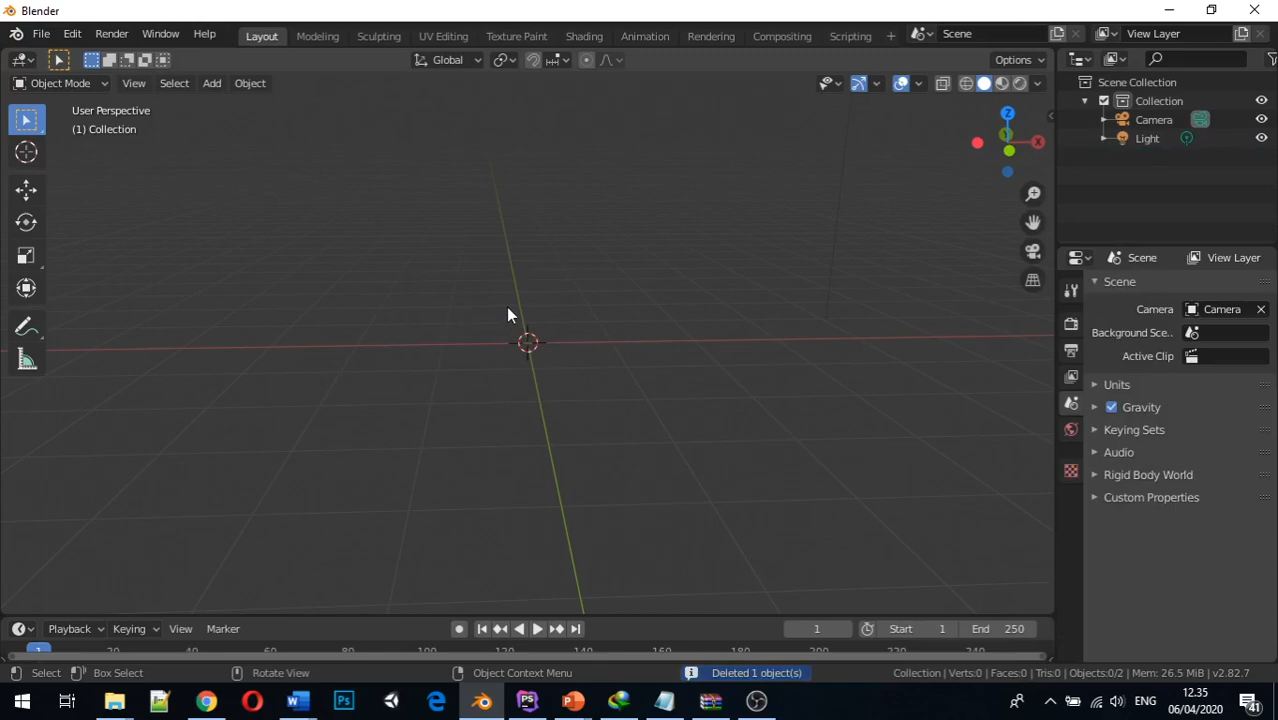 Blender
File Edit Render Window Help Layout Modeling Sculpting UV Editing Texture Paint Shading Animation Rendering Compositing Scripting + Scene View Layer
Global Options
Object Mode View Select Add Object
User Perspective
(1) Collection
Z
Y
X
Scene Collection
Collection
Camera
Light
Scene View Layer
Scene
Camera Camera
Background Sce..
Active Clip
Units
Gravity
Keying Sets
Audio
Rigid Body World
Custom Properties
Playback Keying View Marker 1 Start 1 End 250
1 20 40 60 80 100 120 140 160 180 200 220 240
Select Box Select Rotate View Object Context Menu Deleted 1 object(s) Collection | Verts:0 | Faces:0 | Tris:0 | Objects:0/2 | Mem: 26.5 MiB | v2.82.7
W Ps PS P ENG 12.35
06/04/2020 41